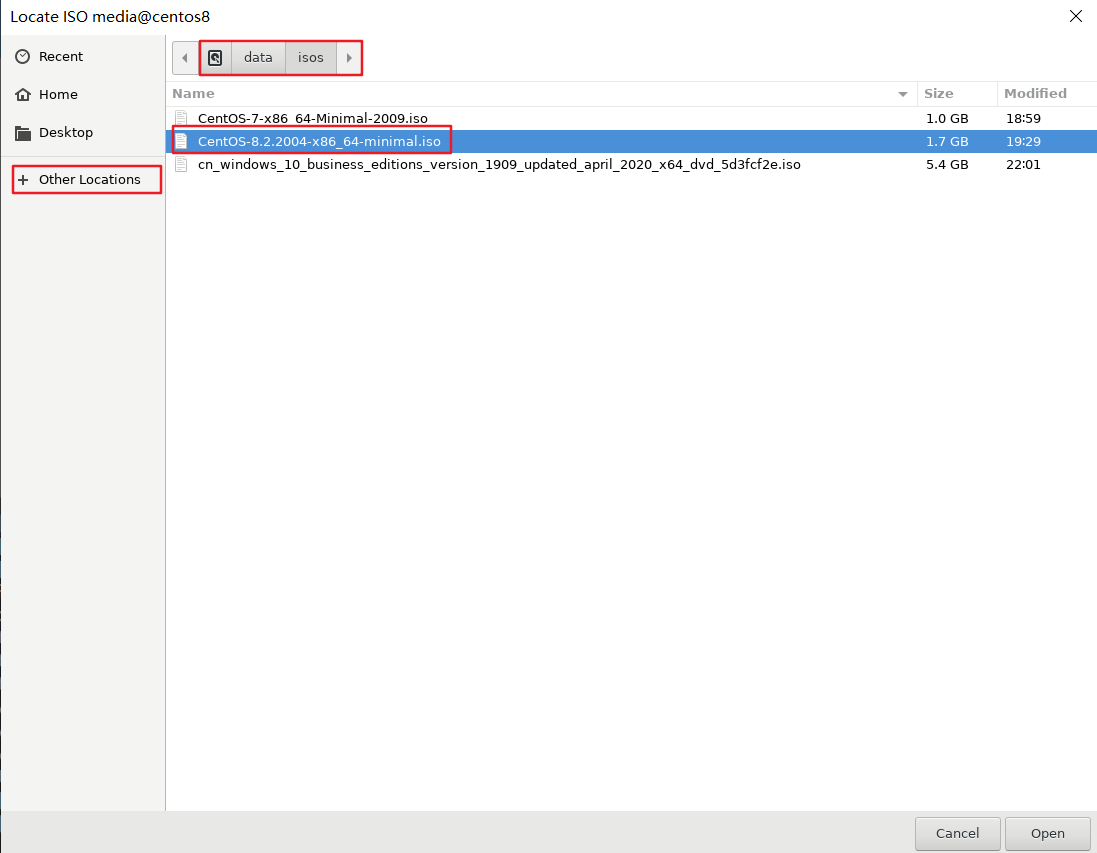 Locate ISO media@centos8
Recent
Home
Desktop
Other Locations
data isos
Name Size Modified
CentOS-7-x86_64-Minimal-2009.iso 1.0 GB 18:59
CentOS-8.2.2004-x86_64-minimal.iso 1.7 GB 19:29
cn_windows_10_business_editions_version_1909_updated_april_2020_x64_dvd_5d3fcf2e.iso 5.4 GB 22:01
Cancel Open